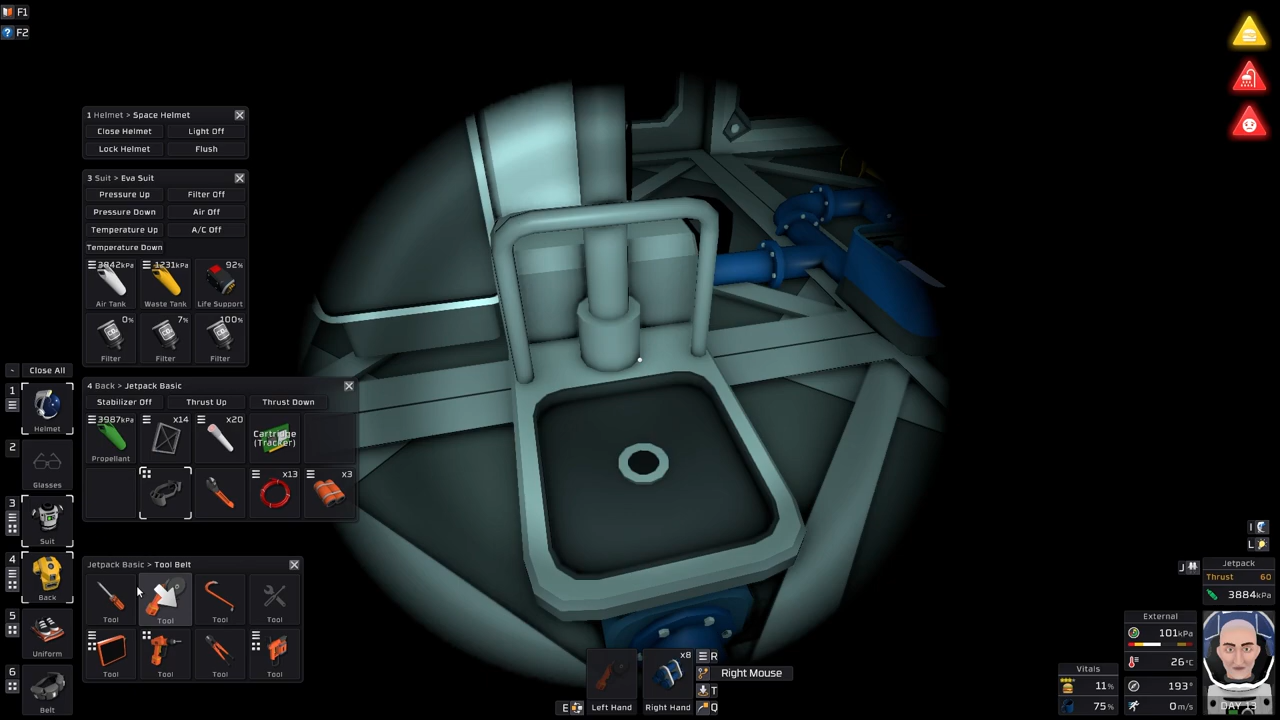 F1
F2
1 Helmet > Space Helmet
Close Helmet
Light Off
Lock Helmet
Flush
3 Suit > Eva Suit
Pressure Up
Filter Off
Pressure Down
Air Off
Temperature Up
A/C Off
Temperature Down
3842kPa
1231kPa
92%
Air Tank
Waste Tank
Life Support
0%
7%
100%
Filter
Filter
Filter
~
Close All
1
Helmet
2
Glasses
3
Suit
4
Back
5
Uniform
6
Belt
4 Back > Jetpack Basic
Stabilizer Off
Thrust Up
Thrust Down
3987kPa
x14
x20
Cartridge
(Tracker)
Propellant
x13
x3
Jetpack Basic > Tool Belt
Tool
Tool
Tool
Tool
Tool
Tool
Tool
Tool
x8
R
Right Mouse
T
E
Left Hand
Right Hand
Q
I
L
J
Jetpack
Thrust 60
3884kPa
External
101kPa
26°C
193°
0m/s
Vitals
11%
75%
DAY 13